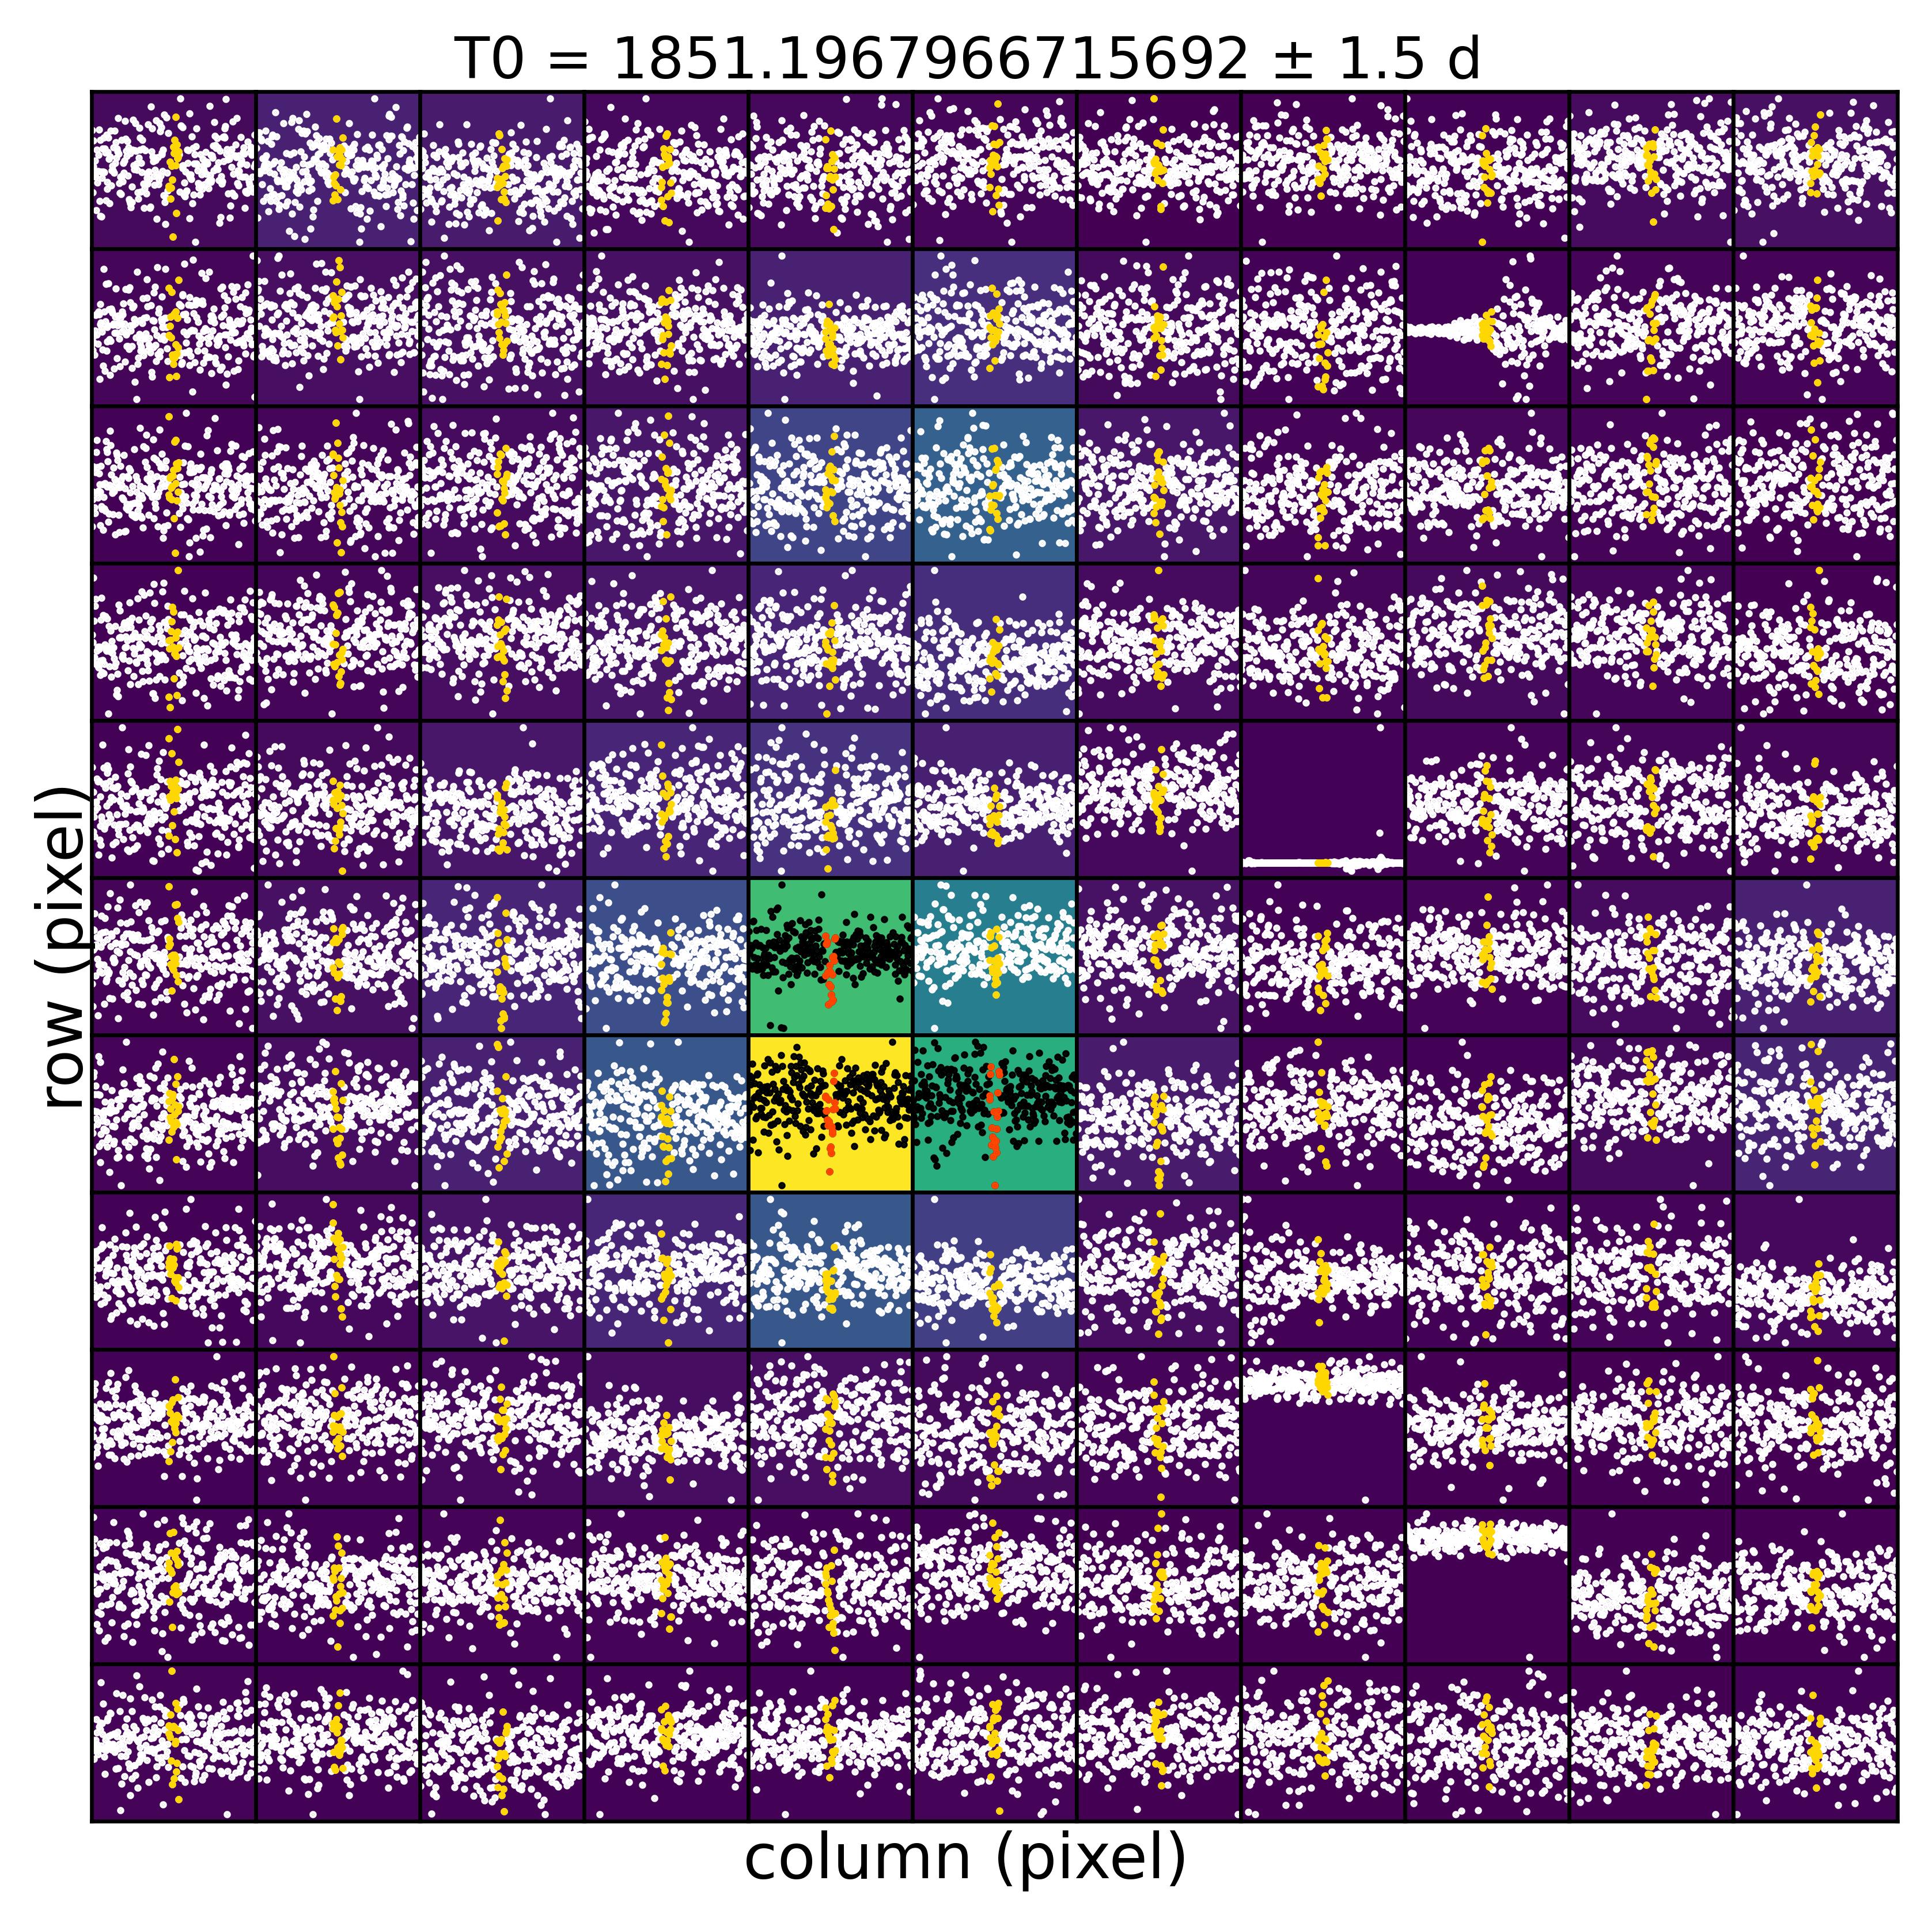 T0 = 1851.1967966715692 ± 1.5 d
row (pixel)
column (pixel)